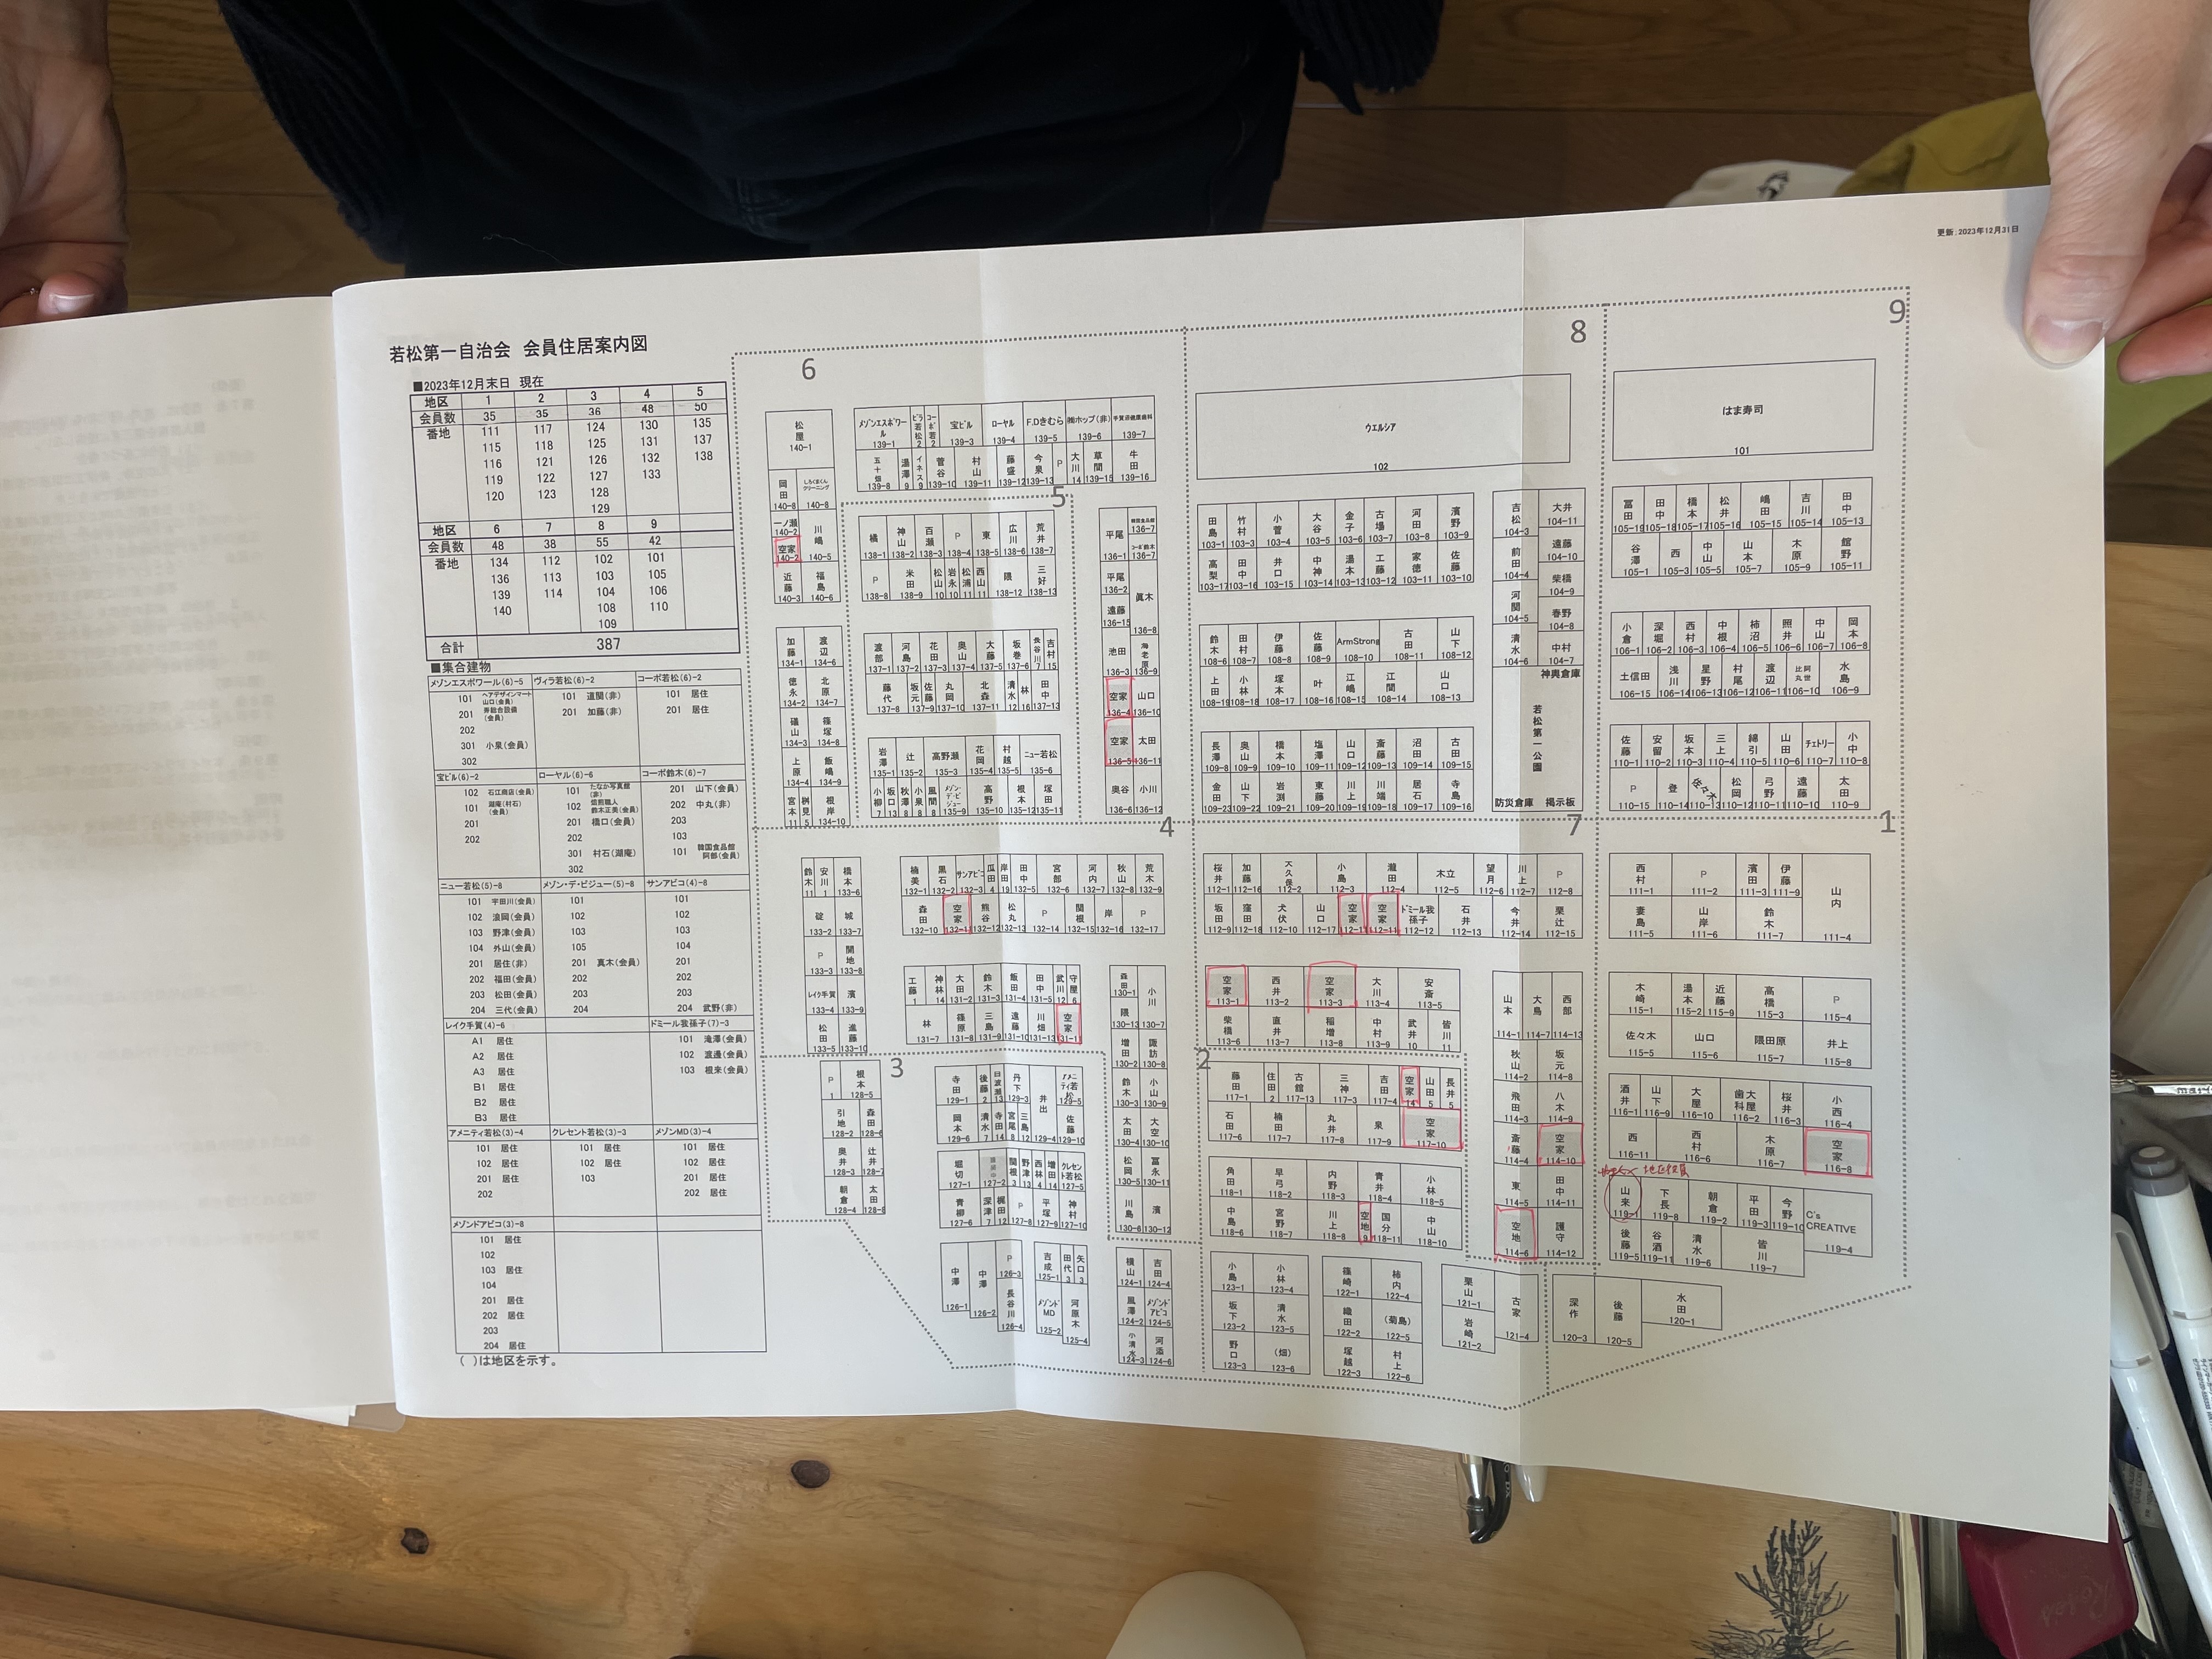 更新:2023年12月31日
若松第一自治会 会員住居案内図
■2023年12月末日 現在
地区 1 2 3 4 5
会員数 35 35 36 48 50
番地 111 117 124 130 135
115 118 125 131 137
116 121 126 132 138
119 122 127 133
120 123 128
129
地区 6 7 8 9
会員数 48 38 55 42
番地 134 112 102 101
136 113 103 105
139 114 104 106
140 108 110
109
合計 387
■集合建物
メゾンエスポワール(6)-5 ヴィラ若松(6)-2 コーポ若松(6)-2
101 ヘアデザインマート山口(会員) 101 道関(非) 101 居住
201 昇総合設備(会員) 201 加藤(非) 201 居住
202
301 小泉(会員)
302
宝ビル(6)-2 ローヤル(6)-6 コーポ鈴木(6)-7
102 石江商店(会員) 101 たなか写真館(非) 201 山下(会員)
101 湖庵(村石)(会員) 102 焙煎職人 鈴木正美(会員) 202 中丸(非)
201 201 橋口(会員) 203
202 202 103
301 村石(湖庵) 101 韓国食品館 阿部(会員)
302
ニュー若松(5)-8 メゾン・デ・ビジュー(5)-8 サンアビコ(4)-8
101 宇田川(会員) 101 101
102 浪岡(会員) 102 102
103 野津(会員) 103 103
104 外山(会員) 105 104
201 居住(非) 201 真木(会員) 201
202 福田(会員) 202 202
203 松田(会員) 203 203
204 三代(会員) 204 204 武野(非)
レイク手賀(4)-6 ドミール我孫子(7)-3
A1 居住 101 滝澤(会員)
A2 居住 102 渡邊(会員)
A3 居住 103 根来(会員)
B1 居住
B2 居住
B3 居住
アメニティ若松(3)-4 クレセント若松(3)-3 メゾンMD(3)-4
101 居住 101 居住 101 居住
102 居住 102 居住 102 居住
201 居住 103 201 居住
202 202 居住
メゾンドアビコ(3)-8
101 居住
102
103 居住
104
201 居住
202 居住
203
204 居住
( )は地区を示す。
6
松屋 140-1
岡田 140-8 しろくまくんクリーニング 140-8
一ノ瀬 140-2 川嶋 140-5
空家 140-2
近藤 140-3 福島 140-6
メゾンエスポワール 139-1 ビラ若松 2 コーポ若 2 宝ビル 139-3 ローヤル 139-4 F.Dきむら 139-5 ㈱ホップ(非) 139-6 手賀沼健康歯科 139-7
五十畑 139-8 湯澤 9 イネス 9 菅谷 139-10 村山 139-11 藤盛 139-12 今泉 139-13 P 大川 14 草間 139-15 牛田 139-16
加藤 134-1 渡辺 134-6
徳永 134-2 北原 134-7
磯山 134-3 篠塚 134-8
上原 134-4 飯嶋 134-9
宮本 11 桝見 5 根岸 134-10
平尾 136-1 韓国食品館 136-7 コーポ鈴木 136-7
平尾 136-2 眞木 136-8
遠藤 136-15
池田 136-3 海老原 136-9
空家 136-4 山口 136-10
空家 136-5 太田 136-11
奥谷 136-6 小川 136-12
5
橘 138-1 神山 138-2 百瀬 138-3 P 138-4 東 138-5 広川 138-6 荒井 138-7
P 138-8 米田 138-9 松山 10 岩永 10 松浦 11 西山 11 隈 138-12 三好 138-13
渡部 137-1 河島 137-2 花田 137-3 奥山 137-4 大藤 137-5 坂巻 137-6 長谷川 7 吉村 15
藤代 137-8 坂元 137-9 佐藤 丸岡 137-10 北森 137-11 清水 12 林 16 田中 137-13
岩澤 135-1 辻 135-2 高野瀬 135-3 花岡 135-4 村越 135-5 ニュー若松 135-6
小柳 7 坂口 13 秋澤 8 小泉 8 風間 8 メゾン・デ・ビジュー 135-9 高野 135-10 根本 135-12 塚田 135-11
8
ウエルシア 102
田島 103-1 竹村 103-3 小菅 103-4 大谷 103-5 金子 103-6 古場 103-7 河田 103-8 濱野 103-9
高梨 103-17 田中 103-16 井口 103-15 中神 103-14 湯本 103-13 工藤 103-12 家徳 103-11 佐藤 103-10
鈴木 108-6 田村 108-7 伊藤 108-8 佐藤 108-9 ArmStrong 108-10 古田 108-11 山下 108-12
上田 108-19 小林 108-18 塚本 108-17 叶 108-16 江嶋 108-15 江間 108-14 山口 108-13
長澤 109-8 奥山 109-9 橋本 109-10 塩澤 109-11 山口 109-12 斎藤 109-13 沼田 109-14 古田 109-15
金田 109-23 山下 109-22 岩渕 109-21 東藤 109-20 川上 109-19 川端 109-18 居石 109-17 寺島 109-16
吉松 104-3 大井 104-11
遠藤 104-10
前田 104-4 柴橋 104-9
河関 104-5 春野 104-8
清水 104-6 中村 104-7
神輿倉庫
若松第一公園
防災倉庫 掲示板
9
はま寿司 101
冨田 105-19 田中 105-18 橋本 105-17 松井 105-16 嶋田 105-15 吉川 105-14 田中 105-13
谷澤 105-1 西 105-3 中山 105-5 山本 105-7 木原 105-9 館野 105-11
小倉 106-1 深堀 106-2 西村 106-3 中根 106-4 柿沼 106-5 照井 106-6 中山 106-7 岡本 106-8
土信田 106-15 浅川 106-14 星野 106-13 村尾 106-12 渡辺 106-11 比阿丸世 106-10 水島 106-9
佐藤 110-1 安留 110-2 坂本 110-3 三上 110-4 綿引 110-5 山田 110-6 チェトリー 110-7 小中 110-8
P 110-15 登 110-14 佐々木 110-13 松岡 110-12 弓野 110-11 遠藤 110-10 太田 110-9
4
鈴木 11 安川 1 橋本 133-6
碇 133-2 城 133-7
P 133-3 開地 133-8
レイク手賀 133-4 濱 133-9
松田 133-5 進藤 133-10
楠美 132-1 黒石 132-2 サンアビコ 132-3 瓜田 4 岸田 19 田中 132-5 宮部 132-6 河内 132-7 秋山 132-8 荒木 132-9
森田 132-10 空家 132-11 熊谷 132-12 松丸 132-13 P 132-14 関根 132-15 岸 132-16 P 132-17
工藤 1 神林 14 大田 131-2 鈴木 131-3 飯田 131-4 田中 131-5 武川 12 守屋 6
林 131-7 篠原 131-8 三島 131-9 遠藤 131-10 川畑 131-13 空家 131-11
森田 130-1 小川 130-7
隈 130-13
増田 130-2 諏訪 130-8
鈴木 130-3 小山 130-9
太田 130-4 大空 130-10
松岡 130-5 冨永 130-11
川島 130-6 濱 130-12
7
桜井 112-1 加藤 112-16 大久保 112-2 小島 112-3 瀧田 112-4 木立 112-5 望月 112-6 川上 112-7 P 112-8
坂田 112-9 窪田 112-18 犬伏 112-10 山口 112-17 空家 空家 112-11 ドミール我孫子 112-12 石井 112-13 今井 112-14 栗辻 112-15
空家 113-1 西井 113-2 空家 113-3 大川 113-4 安斎 113-5
柴橋 113-6 直井 113-7 稲増 113-8 中村 113-9 武井 10 皆川 11
山本 114-1 大鳥 114-7 西部 114-13
秋山 114-2 坂元 114-8
飛田 114-3 八木 114-9
斎藤 114-4 空家 114-10
東 114-5 田中 114-11
空地 114-6 護守 114-12
1
西村 111-1 P 111-2 濱田 111-3 伊藤 111-9 山内 111-4
妻島 111-5 山岸 111-6 鈴木 111-7
木崎 115-1 湯本 115-2 近藤 115-9 高橋 115-3 P 115-4
佐々木 115-5 山口 115-6 隈田原 115-7 井上 115-8
酒井 116-1 山下 116-9 大屋 116-10 歯大科屋 116-2 桜井 116-3 小西 116-4
西 116-11 西村 116-6 木原 116-7 空家 116-8
地区役員
山来 119-1 下長 119-8 朝倉 119-2 平田 119-3 今野 119-10 C's CREATIVE 119-4
後藤 119-5 谷酒 119-11 清水 119-6 皆川 119-7
深作 120-3 後藤 120-5 水田 120-1
3
P 1 根本 128-5
引地 128-2 森田 128-6
奥井 128-3 辻井 128-7
朝倉 128-4 太田 128-8
寺田 129-1 後藤 2 日渡瀬 13 丹下 129-3 井出 129-4 アメニティ若松 129-5
岡本 129-6 清水 7 寺田 14 宮尾 8 三島 12 佐藤 129-10
堀切 127-1 127-2 関根 3 野津 13 西林 4 増田 14 クレセント若松 127-5
青柳 127-6 深津 7 梶田 12 P 127-8 平塚 127-9 神村 127-10
中澤 126-1 中澤 126-2 P 126-3 長谷川 126-4
吉成 125-1 田代 3 矢口 3
メゾンドMD 125-2 河原木 125-4
横山 124-1 吉田 124-4
風澤 124-2 メゾンドアビコ 124-5
小清水 124-3 河添 124-6
2
藤田 117-1 住田 2 古館 117-13 三神 117-3 吉田 117-4 空家 14 山田 5 長井 5
石田 117-6 楠 117-7 丸井 117-8 泉 117-9 空家 117-10
角田 118-1 早弓 118-2 内野 118-3 青井 118-4 小林 118-5
中島 118-6 宮野 118-7 川上 118-8 空地 9 国分 118-11 中山 118-10
小島 123-1 小林 123-4
坂下 123-2 清水 123-5
野口 123-3 (畑) 123-6
篠崎 122-1 柿内 122-4
織田 122-2 (菊島) 122-5
塚越 122-3 村上 122-6
栗山 121-1 古家 121-4
岩崎 121-2